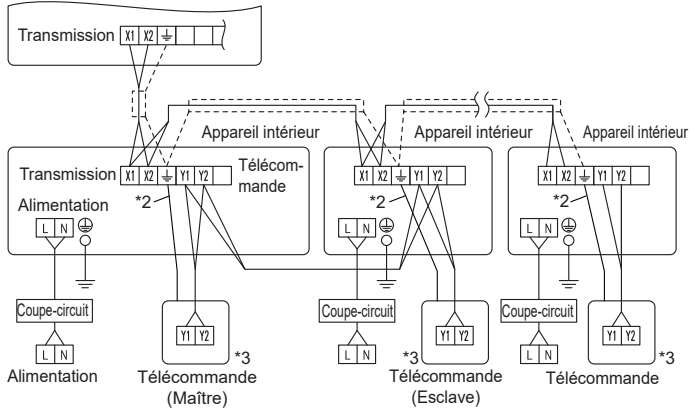 Transmission X1 X2 ⏚
Appareil intérieur Appareil intérieur Appareil intérieur
Transmission X1 X2 ⏚ Y1 Y2 Télécom-
mande
X1 X2 ⏚ Y1 Y2
X1 X2 ⏚ Y1 Y2
*2 *2 *2
Alimentation
L N L N L N
Coupe-circuit Coupe-circuit Coupe-circuit
Y1 Y2 Y1 Y2 Y1 Y2
L N L N L N
*3 *3 *3
Alimentation
Télécommande
(Maître)
Télécommande
(Esclave)
Télécommande